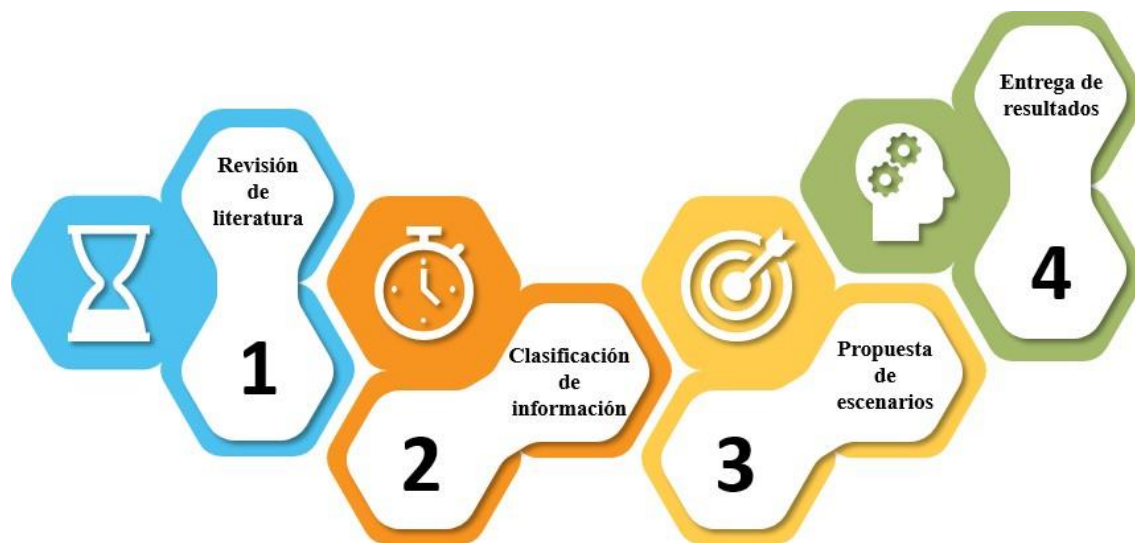 Revisión
de
literatura
1
Clasificación
de
información
2
Propuesta
de
escenarios
3
Entrega de
resultados
4